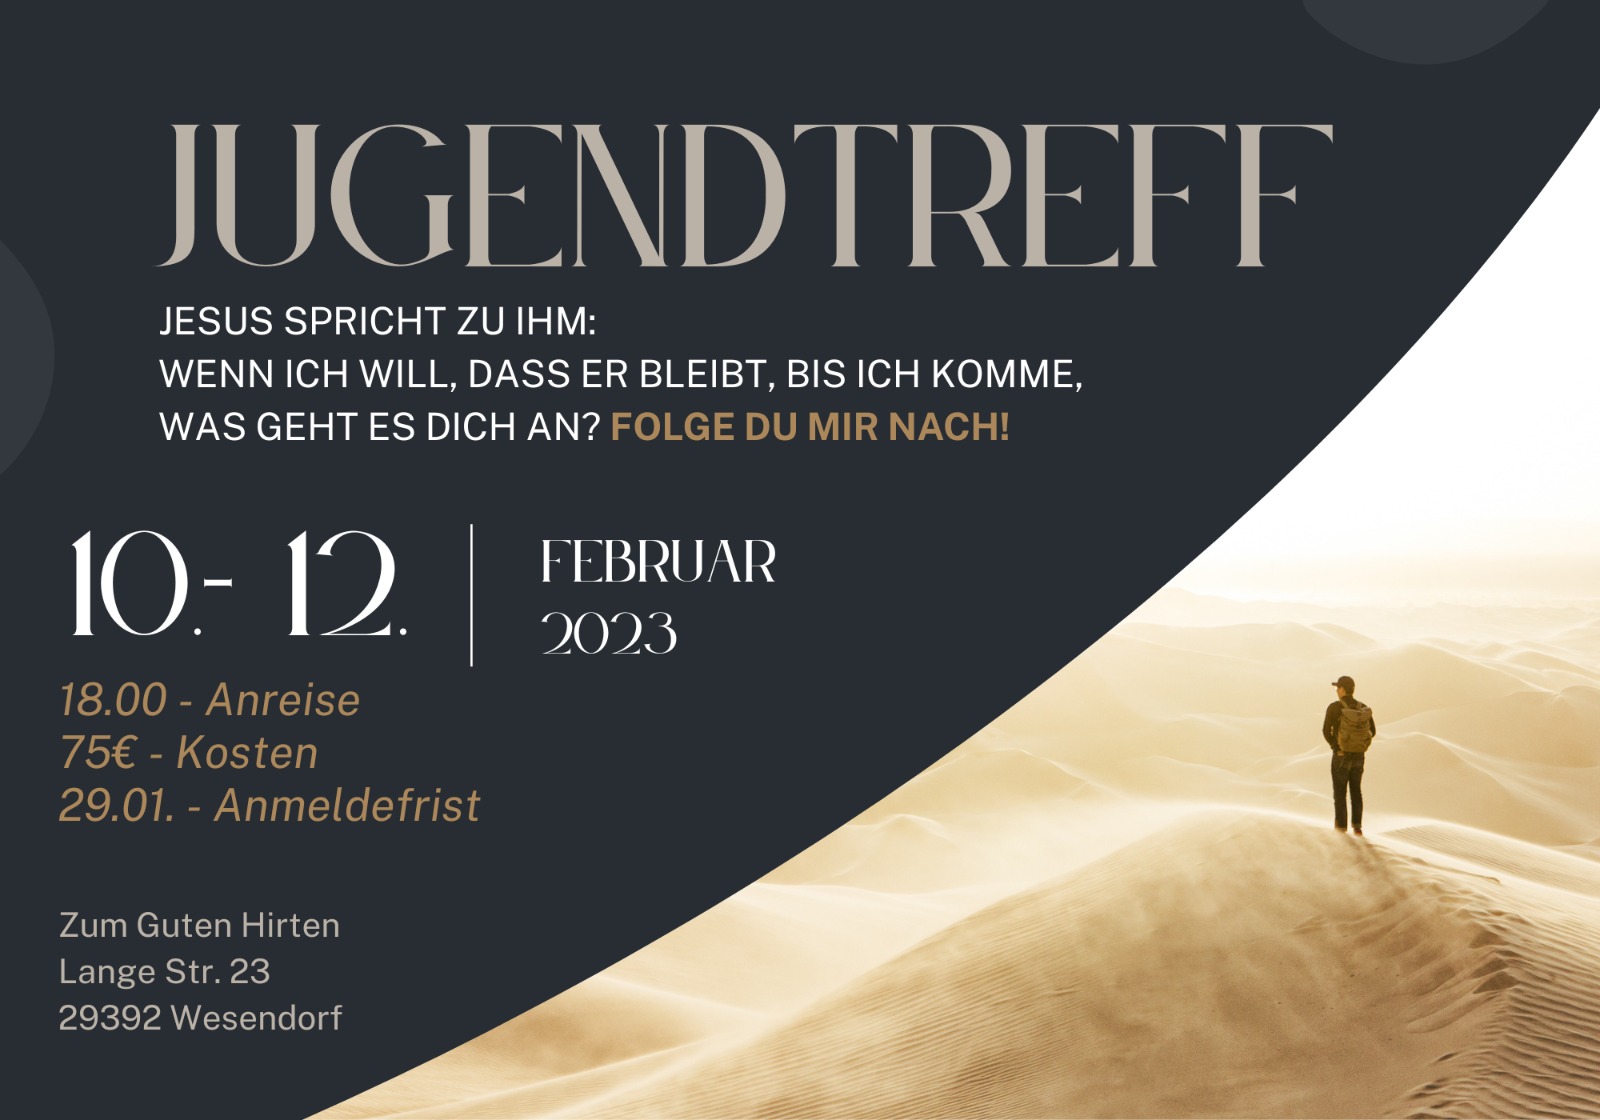 JUGENDTREFF
JESUS SPRICHT ZU IHM:
WENN ICH WILL, DASS ER BLEIBT, BIS ICH KOMME,
WAS GEHT ES DICH AN? FOLGE DU MIR NACH!
10.- 12.
FEBRUAR
2023
18.00 - Anreise
75€ - Kosten
29.01. - Anmeldefrist
Zum Guten Hirten
Lange Str. 23
29392 Wesendorf